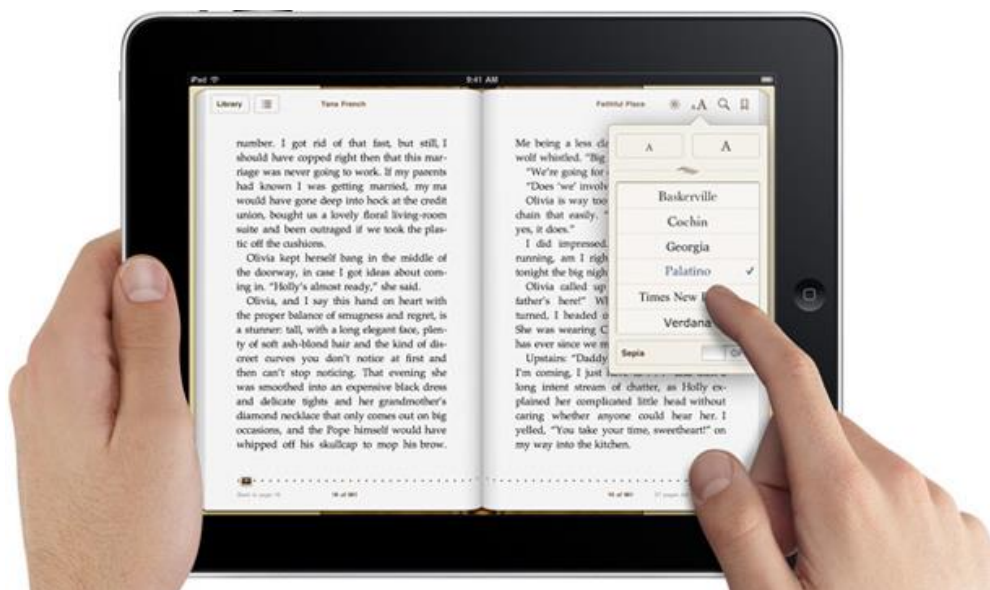 iPad
9:41 AM
Library
Tana French
number. I got rid of that fast, but still, I
should have copped right then that this mar-
riage was never going to work. If my parents
had known I was getting married, my ma
would have gone deep into hock at the credit
union, bought us a lovely floral living-room
suite and been outraged if we took the plas-
tic off the cushions.
Olivia kept herself bang in the middle of
the doorway, in case I got ideas about com-
ing in. "Holly's almost ready," she said.
Olivia, and I say this hand on heart with
the proper balance of smugness and regret, is
a stunner: tall, with a long elegant face, plen-
ty of soft ash-blond hair and the kind of dis-
creet curves you don't notice at first and
then can't stop noticing. That evening she
was smoothed into an expensive black dress
and delicate tights and her grandmother's
diamond necklace that only comes out on big
occasions, and the Pope himself would have
whipped off his skullcap to mop his brow.
Faithful Place
AA
Me being a less
wolf whistled. "Big
"We're going for
"Does 'we'
Olivia is way too
chain that easily.
yes, it does."
I did impressed.
running, am I
tonight the big
Olivia called up
father's here!"
turned, I headed
She was wearing
has ever since we
Upstairs: "Daddy
I'm coming, I just
long intent stream of chatter, as Holly ex-
plained her complicated little head without
caring whether anyone could hear her. I
yelled, "You take your time, sweetheart!" on
my way into the kitchen.
A
A
Baskerville
Cochin
Georgia
Palatino
Times New
Verdana
Sepia